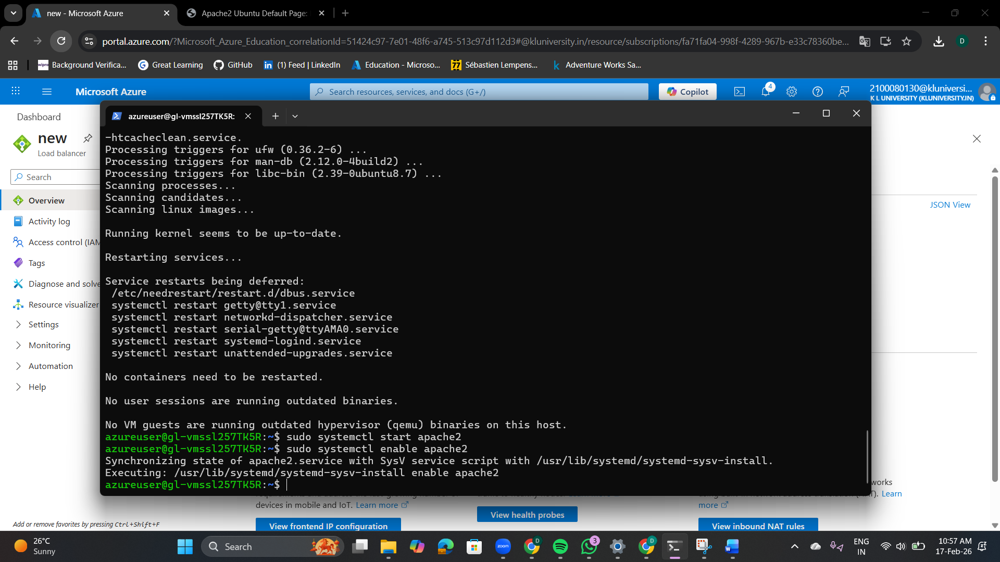 new - Microsoft Azure
Apache2 Ubuntu Default Page:
portal.azure.com/?Microsoft_Azure_Education_correlationId=51424c97-7e01-48f6-a745-513c97d112d3#@kluniversity.in/resource/subscriptions/fa71fa04-998f-4289-967b-e33c78360be...
D
wipro Background Verifica...
Great Learning
GitHub
(1) Feed | LinkedIn
Education - Microso...
Sébastien Lempens...
Adventure Works Sa...
Microsoft Azure
Search resources, services, and docs (G+/)
Copilot
4
2100080130@kluniversi...
K L UNIVERSITY (KLUNIVERSITY.IN)
Dashboard
new
Load balancer
Search
Overview
Activity log
Access control (IAM
Tags
Diagnose and solve
Resource visualizer
Settings
Monitoring
Automation
Help
Add or remove favorites by pressing Ctrl+Shift+F
JSON View
azureuser@gl-vmssl257TK5R:
-htcacheclean.service.
Processing triggers for ufw (0.36.2-6) ...
Processing triggers for man-db (2.12.0-4build2) ...
Processing triggers for libc-bin (2.39-0ubuntu8.7) ...
Scanning processes...
Scanning candidates...
Scanning linux images...
Running kernel seems to be up-to-date.
Restarting services...
Service restarts being deferred:
/etc/needrestart/restart.d/dbus.service
systemctl restart getty@tty1.service
systemctl restart networkd-dispatcher.service
systemctl restart serial-getty@ttyAMA0.service
systemctl restart systemd-logind.service
systemctl restart unattended-upgrades.service
No containers need to be restarted.
No user sessions are running outdated binaries.
No VM guests are running outdated hypervisor (qemu) binaries on this host.
azureuser@gl-vmssl257TK5R:~$ sudo systemctl start apache2
azureuser@gl-vmssl257TK5R:~$ sudo systemctl enable apache2
Synchronizing state of apache2.service with SysV service script with /usr/lib/systemd/systemd-sysv-install.
Executing: /usr/lib/systemd/systemd-sysv-install enable apache2
azureuser@gl-vmssl257TK5R:~$
devices in mobile and IoT. Learn more
View frontend IP configuration
View health probes
works
Learn
more
View inbound NAT rules
26°C
Sunny
Search
zoom
D
3
D
ENG
IN
10:57 AM
17-Feb-26